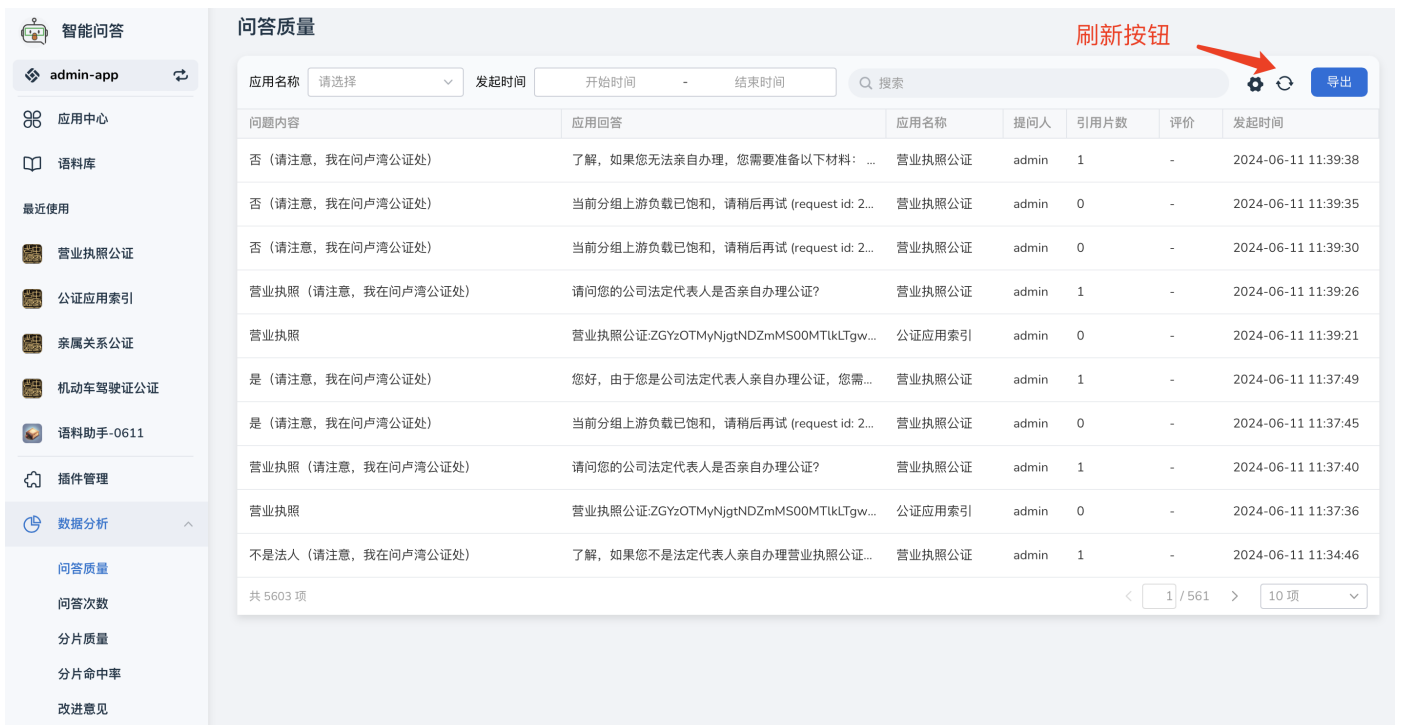 智能问答
admin-app
应用中心
语料库
最近使用
营业执照公证
公证应用索引
亲属关系公证
机动车驾驶证公证
语料助手-0611
插件管理
数据分析
问答质量
问答次数
分片质量
分片命中率
改进意见
问答质量
刷新按钮
应用名称 请选择 发起时间 开始时间 - 结束时间 搜索 导出
问题内容 应用回答 应用名称 提问人 引用片数 评价 发起时间
否（请注意，我在问卢湾公证处） 了解，如果您无法亲自办理，您需要准备以下材料： ... 营业执照公证 admin 1 - 2024-06-11 11:39:38
否（请注意，我在问卢湾公证处） 当前分组上游负载已饱和，请稍后再试 (request id: 2... 营业执照公证 admin 0 - 2024-06-11 11:39:35
否（请注意，我在问卢湾公证处） 当前分组上游负载已饱和，请稍后再试 (request id: 2... 营业执照公证 admin 0 - 2024-06-11 11:39:30
营业执照（请注意，我在问卢湾公证处） 请问您的公司法定代表人是否亲自办理公证? 营业执照公证 admin 1 - 2024-06-11 11:39:26
营业执照 营业执照公证:ZGYzOTMyNjgtNDZmMS00MTlkLTgw... 公证应用索引 admin 0 - 2024-06-11 11:39:21
是（请注意，我在问卢湾公证处） 您好，由于您是公司法定代表人亲自办理公证，您需... 营业执照公证 admin 1 - 2024-06-11 11:37:49
是（请注意，我在问卢湾公证处） 当前分组上游负载已饱和，请稍后再试 (request id: 2... 营业执照公证 admin 0 - 2024-06-11 11:37:45
营业执照（请注意，我在问卢湾公证处） 请问您的公司法定代表人是否亲自办理公证? 营业执照公证 admin 1 - 2024-06-11 11:37:40
营业执照 营业执照公证:ZGYzOTMyNjgtNDZmMS00MTlkLTgw... 公证应用索引 admin 0 - 2024-06-11 11:37:36
不是法人（请注意，我在问卢湾公证处） 了解，如果您不是法定代表人亲自办理营业执照公证... 营业执照公证 admin 1 - 2024-06-11 11:34:46
共 5603 项 1 / 561 10 项